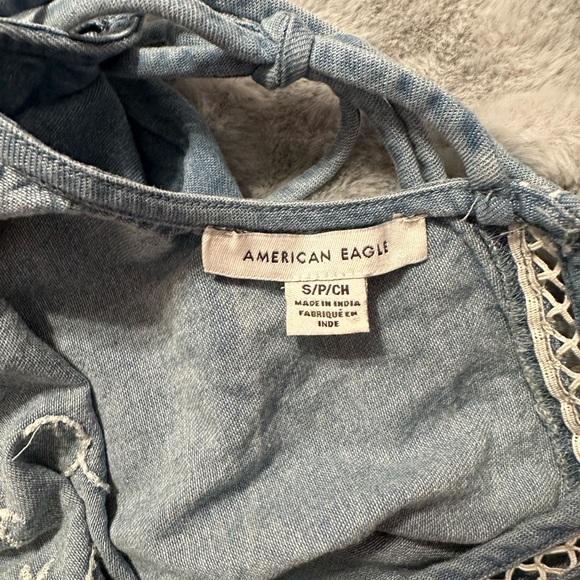 AMERICAN EAGLE
S/P/CH
MADE IN INDIA
FABRIQUÉ EN
INDE